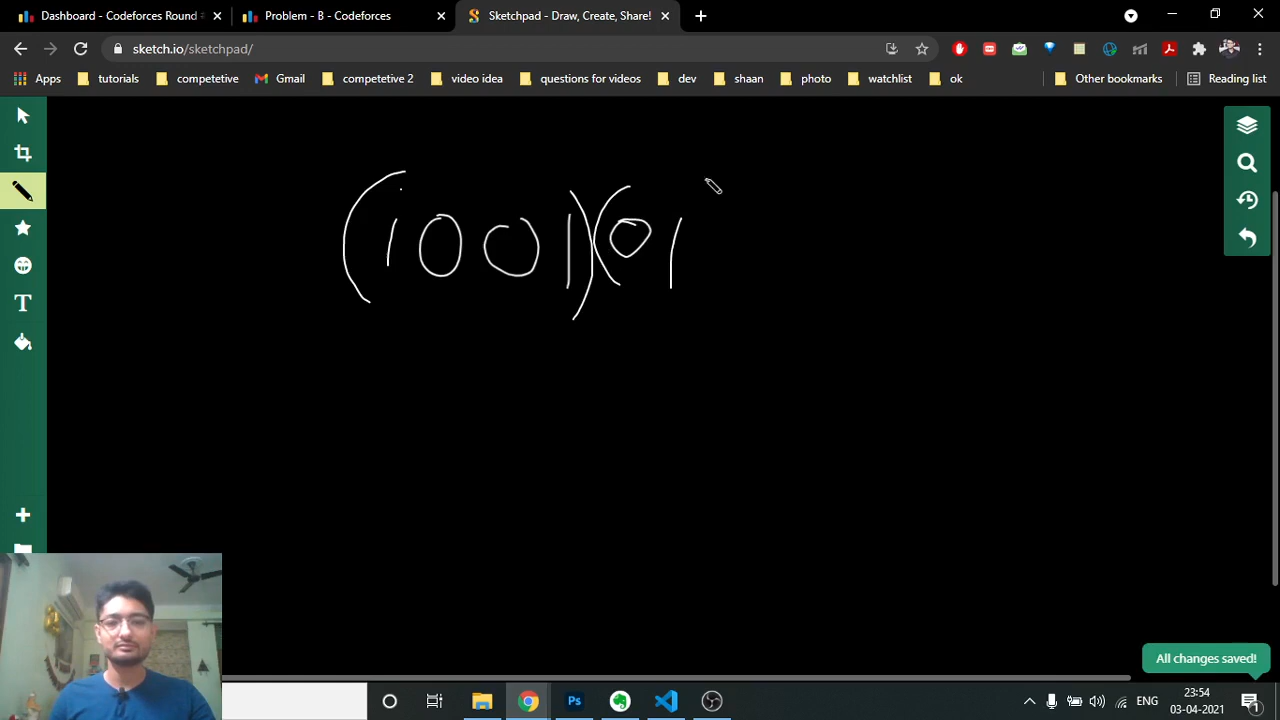 Dashboard - Codeforces Round
Problem - B - Codeforces
Sketchpad - Draw, Create, Share!
sketch.io/sketchpad/
Apps
tutorials
competetive
Gmail
competetive 2
video idea
questions for videos
dev
shaan
photo
watchlist
ok
Other bookmarks
Reading list
(1001)(01
T
All changes saved!
Ps
ENG
23:54
03-04-2021
1